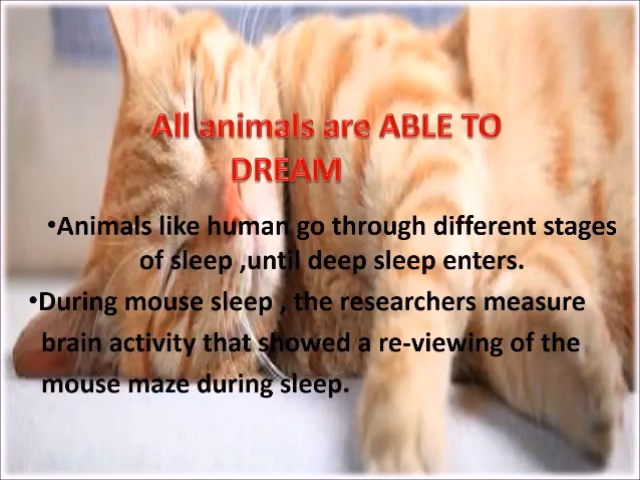 All animals are ABLE TO
DREAM
•Animals like human go through different stages
of sleep ,until deep sleep enters.
•During mouse sleep , the researchers measure
brain activity that showed a re-viewing of the
mouse maze during sleep.